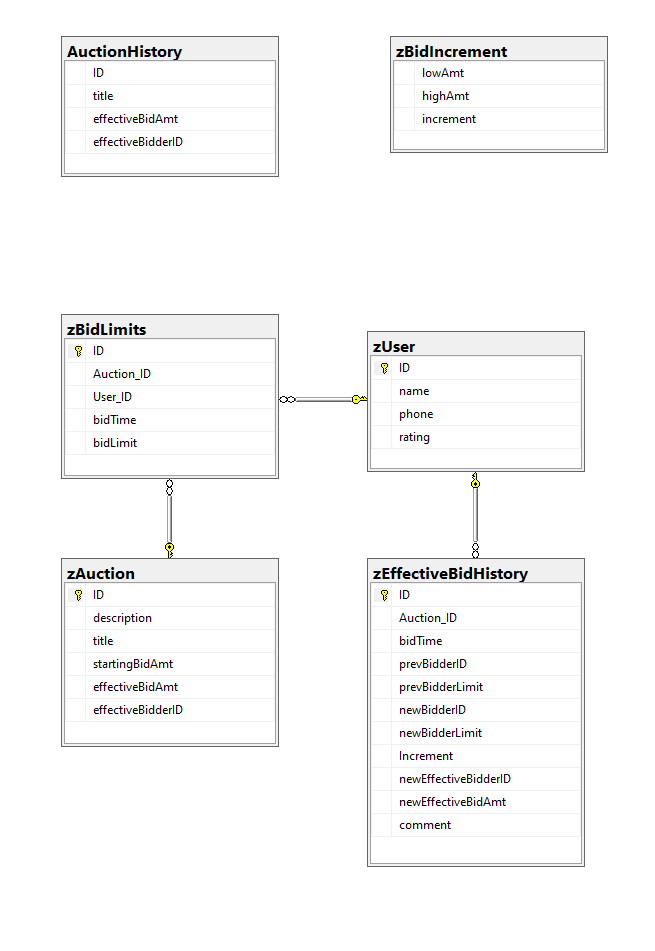 AuctionHistory
ID
title
effectiveBidAmt
effectiveBidderID
zBidIncrement
lowAmt
highAmt
increment
zBidLimits
ID
Auction_ID
User_ID
bidTime
bidLimit
zUser
ID
name
phone
rating
zAuction
ID
description
title
startingBidAmt
effectiveBidAmt
effectiveBidderID
zEffectiveBidHistory
ID
Auction_ID
bidTime
prevBidderID
prevBidderLimit
newBidderID
newBidderLimit
Increment
newEffectiveBidderID
newEffectiveBidAmt
comment